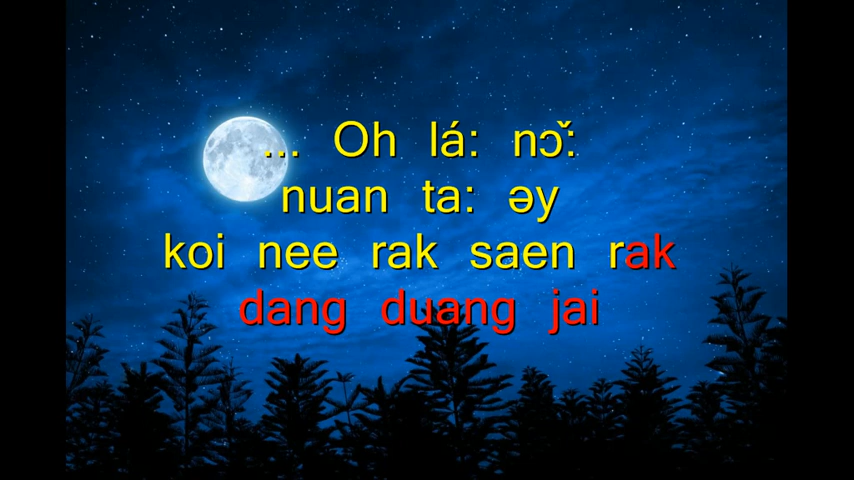 ... Oh lá: nɔ̌:
nuan ta: əy
koi nee rak saen rak
dang duang jai